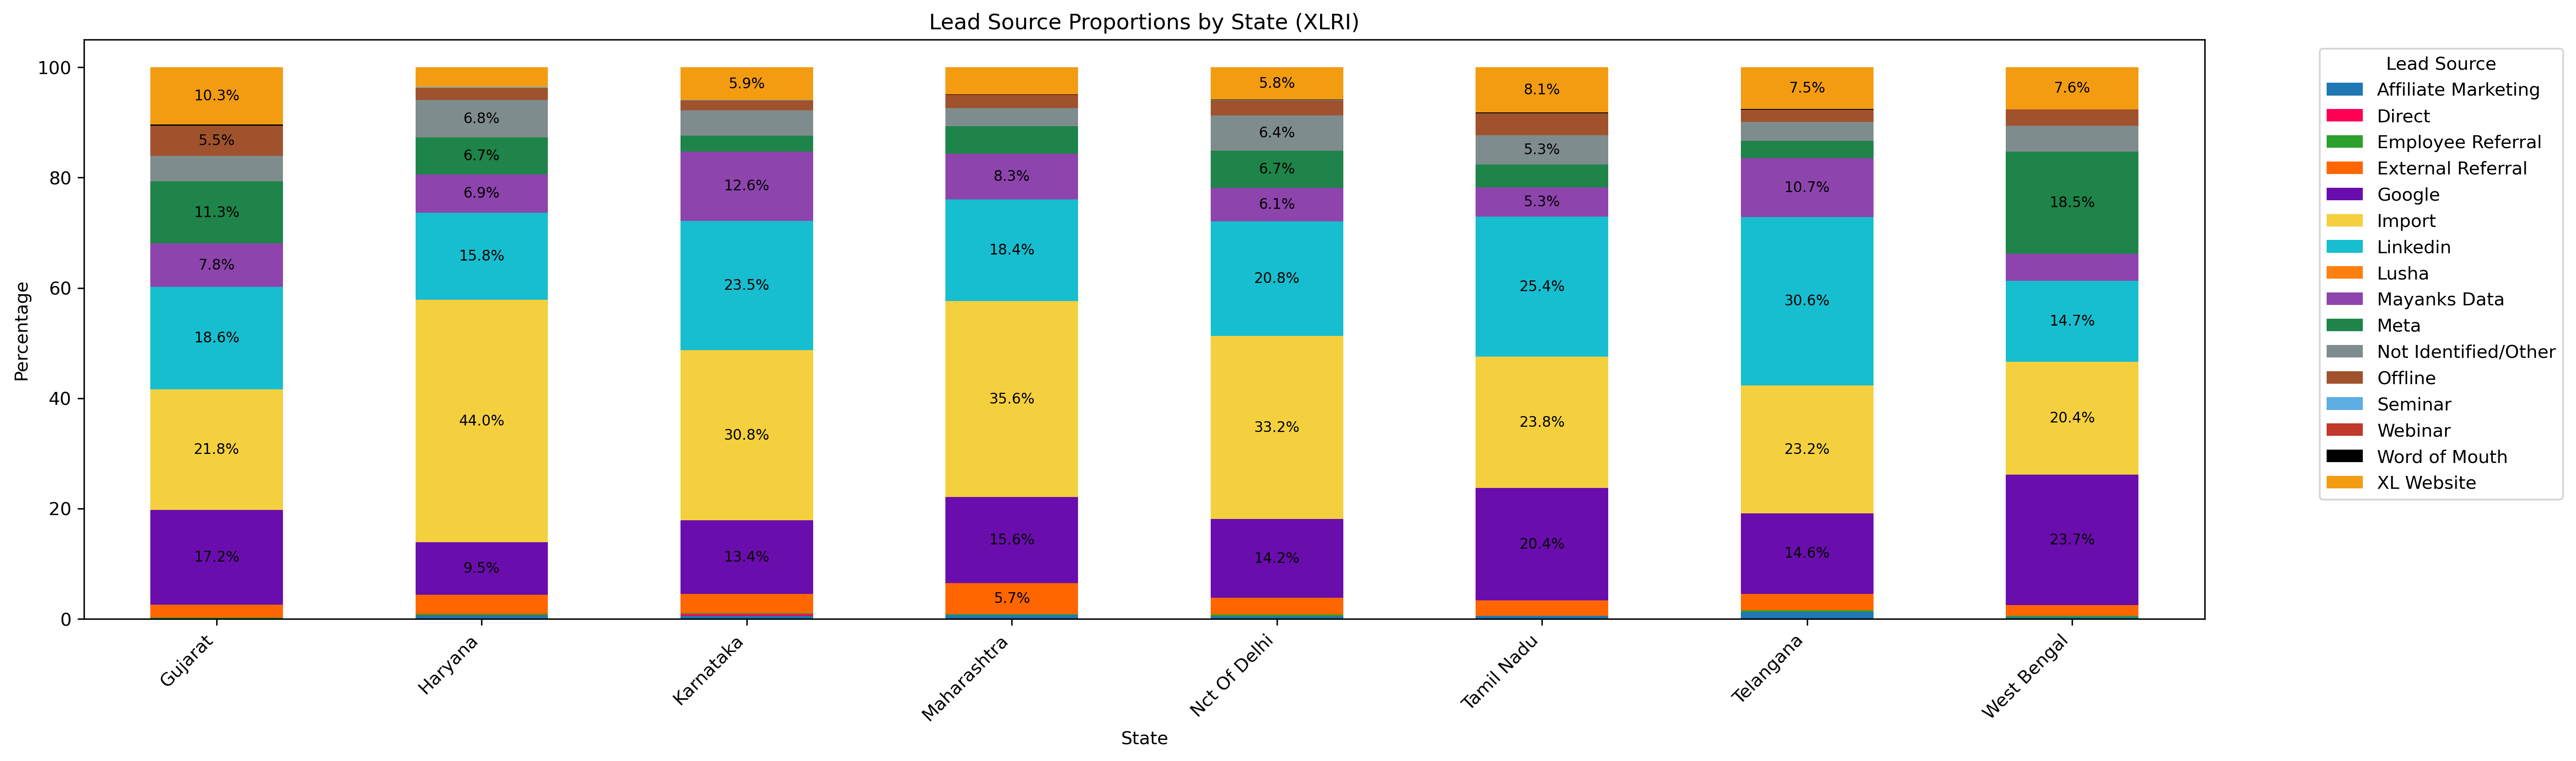 Lead Source Proportions by State (XLRI)
Percentage
100
80
60
40
20
0
10.3%
5.5%
11.3%
7.8%
18.6%
21.8%
17.2%
6.8%
6.7%
6.9%
15.8%
44.0%
9.5%
5.9%
12.6%
23.5%
30.8%
13.4%
8.3%
18.4%
35.6%
15.6%
5.7%
5.8%
6.4%
6.7%
6.1%
20.8%
33.2%
14.2%
8.1%
5.3%
5.3%
25.4%
23.8%
20.4%
7.5%
10.7%
30.6%
23.2%
14.6%
7.6%
18.5%
14.7%
20.4%
23.7%
Gujarat
Haryana
Karnataka
Maharashtra
Nct Of Delhi
Tamil Nadu
Telangana
West Bengal
State
Lead Source
Affiliate Marketing
Direct
Employee Referral
External Referral
Google
Import
Linkedin
Lusha
Mayanks Data
Meta
Not Identified/Other
Offline
Seminar
Webinar
Word of Mouth
XL Website